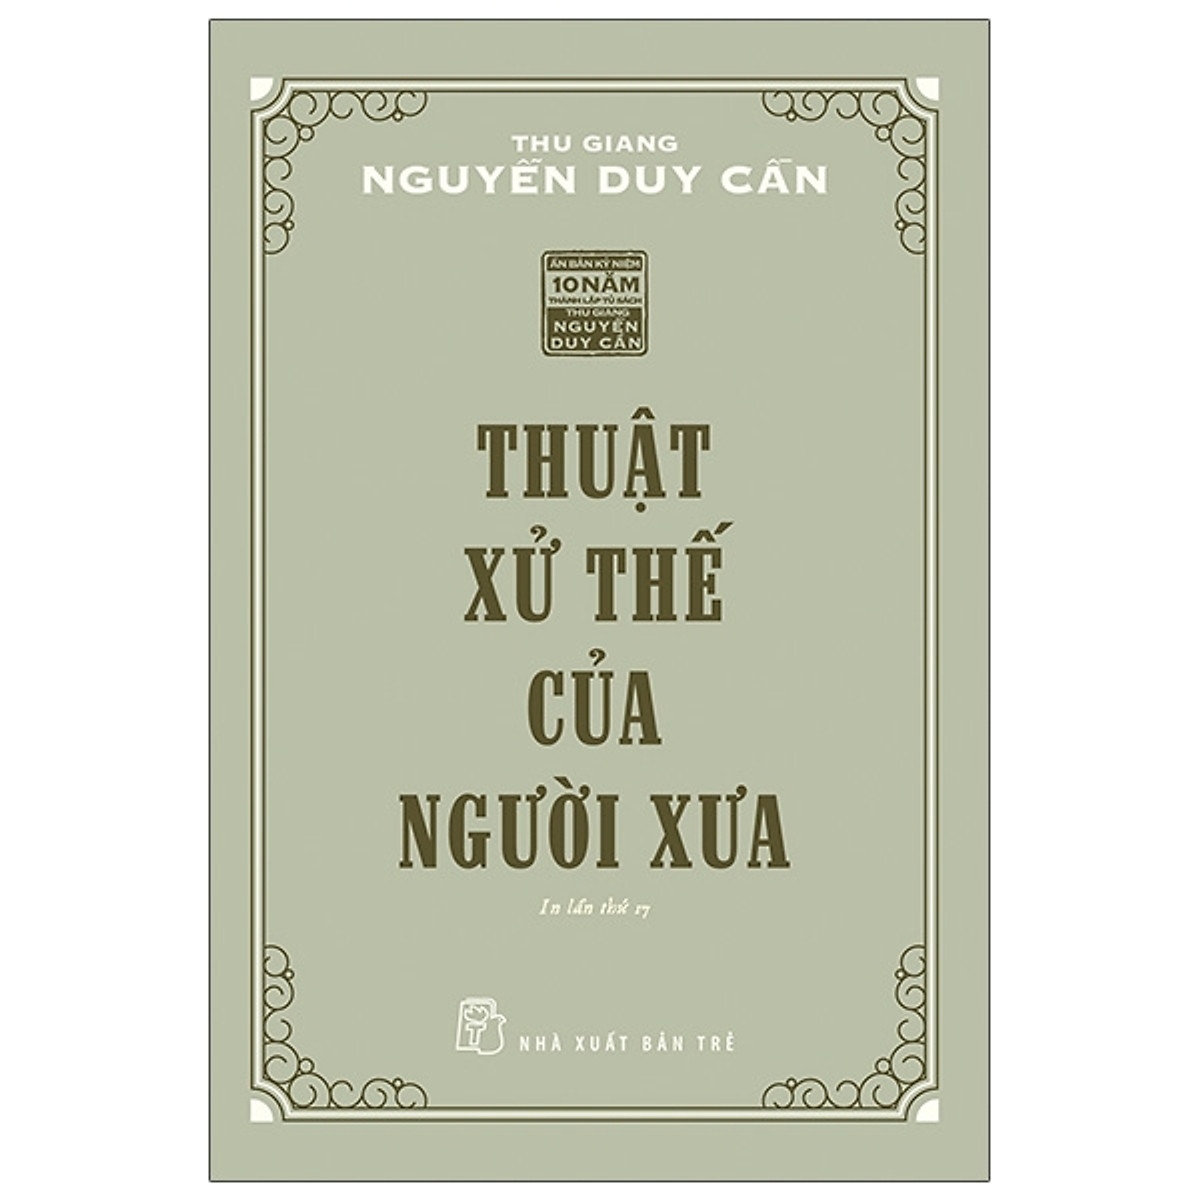 THU GIANG
NGUYỄN DUY CẦN
ẤN BẢN KỶ NIỆM
10 NĂM
THÀNH LẬP TỦ SÁCH
THU GIANG
NGUYỄN
DUY CẦN
THUẬT
XỬ THẾ
CỦA
NGƯỜI XƯA
In lần thứ 17
T
NHÀ XUẤT BẢN TRẺ